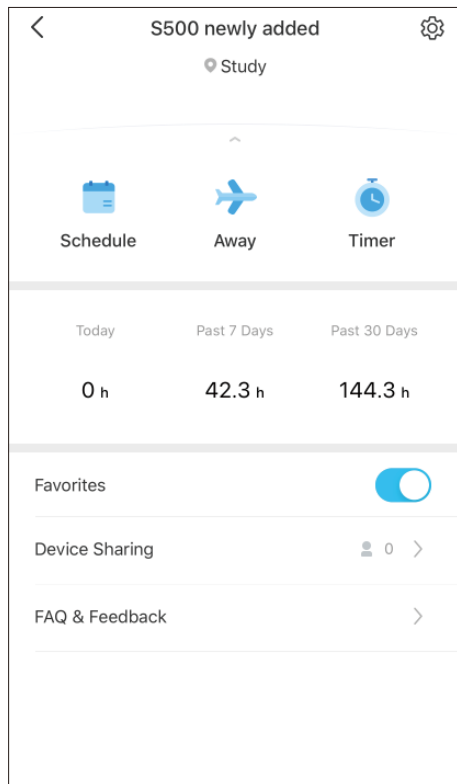 S500 newly added
Study
Schedule Away Timer
Today Past 7 Days Past 30 Days
0 h 42.3 h 144.3 h
Favorites
Device Sharing 0
FAQ & Feedback